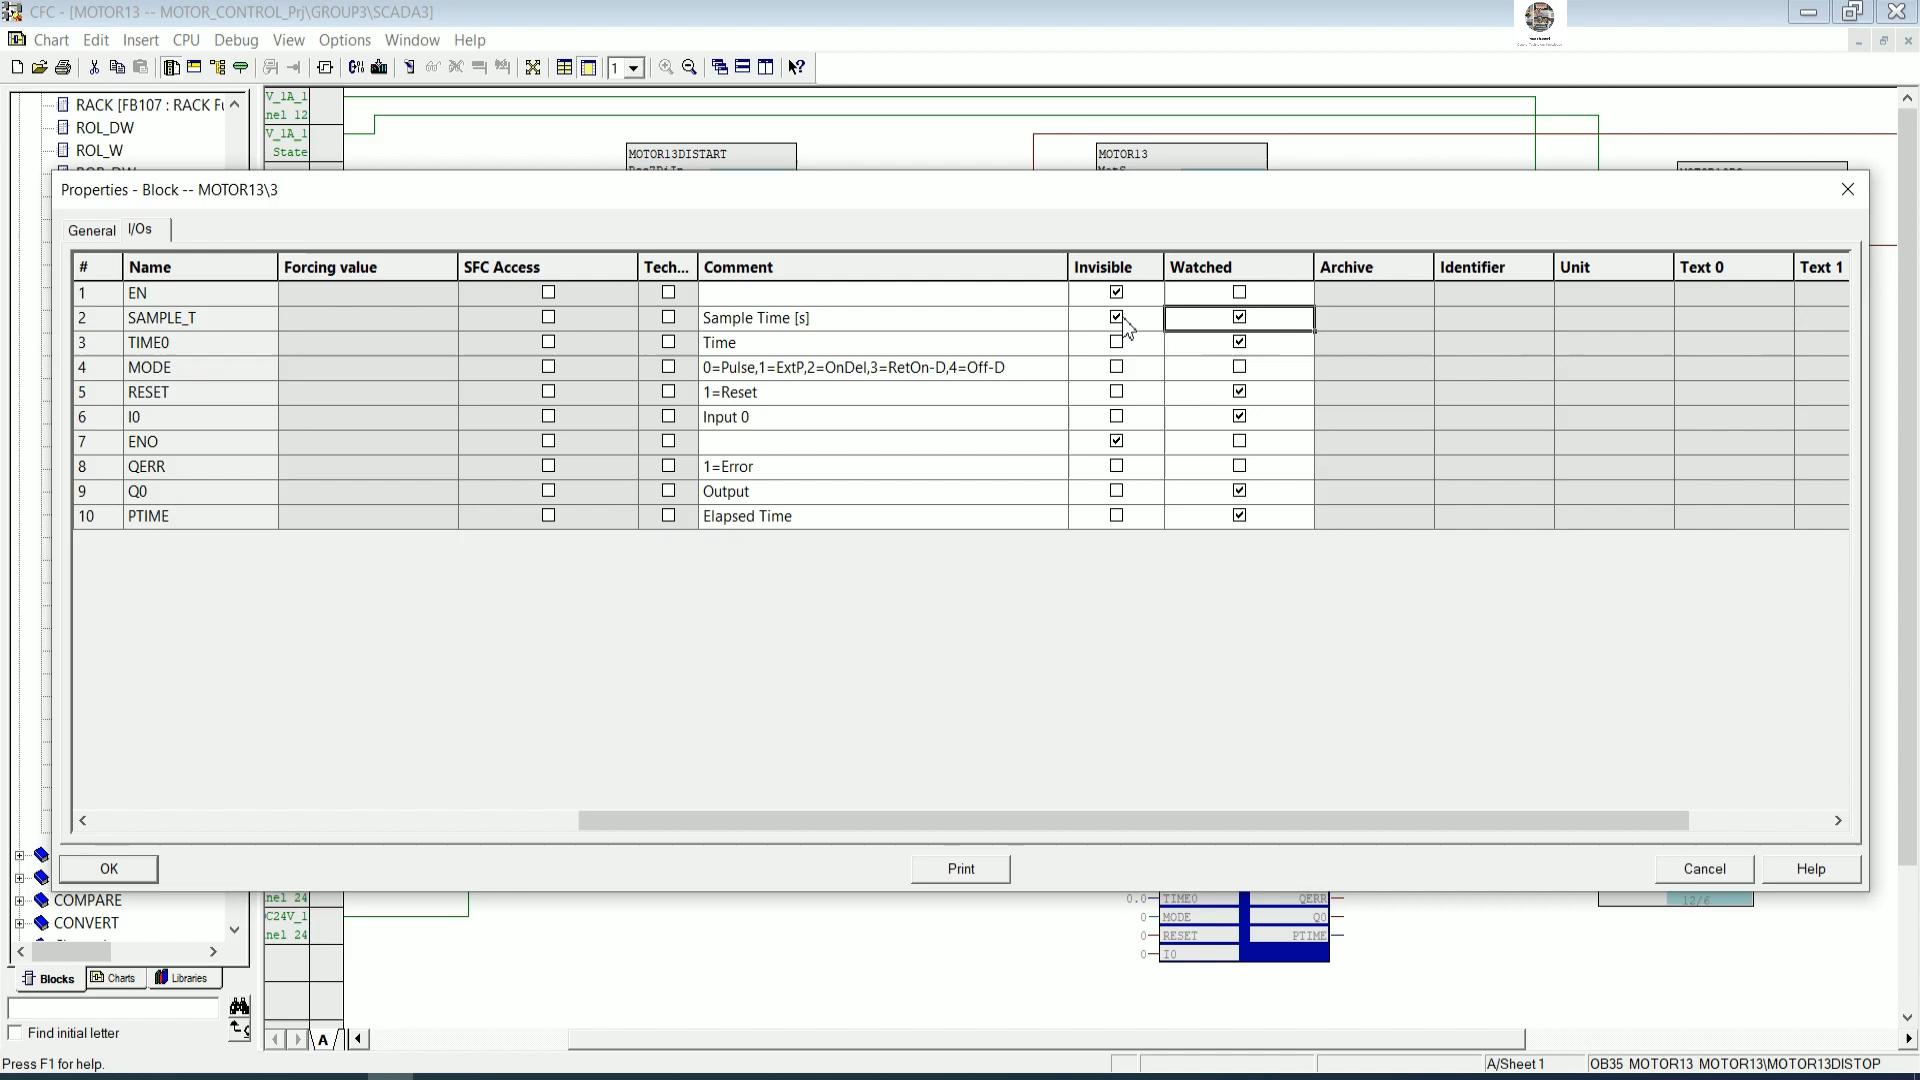 CFC - [MOTOR13 -- MOTOR_CONTROL_Prj\GROUP3\SCADA3]
Chart Edit Insert CPU Debug View Options Window Help
1
RACK [FB107 : RACK Fu
ROL_DW
ROL_W
V_1A_1
nel 12
V_1A_1
State
MOTOR13DISTART
MOTOR13
Properties - Block -- MOTOR13\3
General I/Os
# Name Forcing value SFC Access Tech... Comment Invisible Watched Archive Identifier Unit Text 0 Text 1
1 EN
2 SAMPLE_T Sample Time [s]
3 TIME0 Time
4 MODE 0=Pulse,1=ExtP,2=OnDel,3=RetOn-D,4=Off-D
5 RESET 1=Reset
6 I0 Input 0
7 ENO
8 QERR 1=Error
9 Q0 Output
10 PTIME Elapsed Time
OK Print Cancel Help
COMPARE
CONVERT
nel 24
C24V_1
nel 24
0.0 TIME0 QERR
0 MODE Q0
0 RESET PTIME
0 I0
12/6
Blocks Charts Libraries
Find initial letter
A
Press F1 for help.
A/Sheet 1
OB35 MOTOR13 MOTOR13\MOTOR13DISTOP